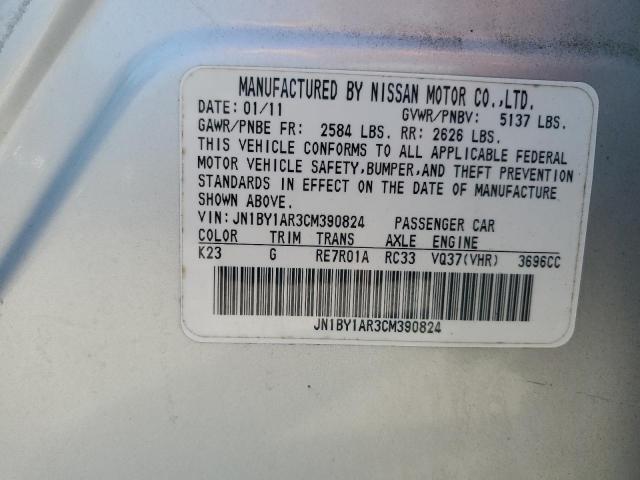 MANUFACTURED BY NISSAN MOTOR CO.,LTD.
DATE: 01/11 GVWR/PNBV: 5137 LBS.
GAWR/PNBE FR: 2584 LBS. RR: 2626 LBS.
THIS VEHICLE CONFORMS TO ALL APPLICABLE FEDERAL
MOTOR VEHICLE SAFETY,BUMPER,AND THEFT PREVENTION
STANDARDS IN EFFECT ON THE DATE OF MANUFACTURE
SHOWN ABOVE.
VIN: JN1BY1AR3CM390824 PASSENGER CAR
COLOR TRIM TRANS AXLE ENGINE
K23 G RE7R01A RC33 VQ37(VHR) 3696CC
JN1BY1AR3CM390824